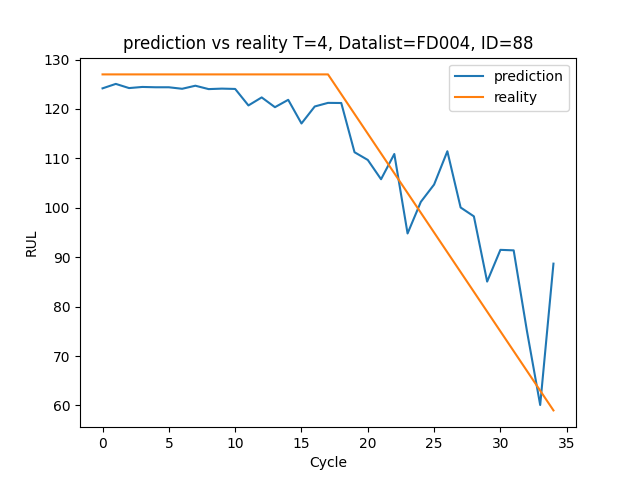 prediction vs reality T=4, Datalist=FD004, ID=88
prediction
reality
130
120
110
100
90
80
70
60
RUL
0 5 10 15 20 25 30 35
Cycle